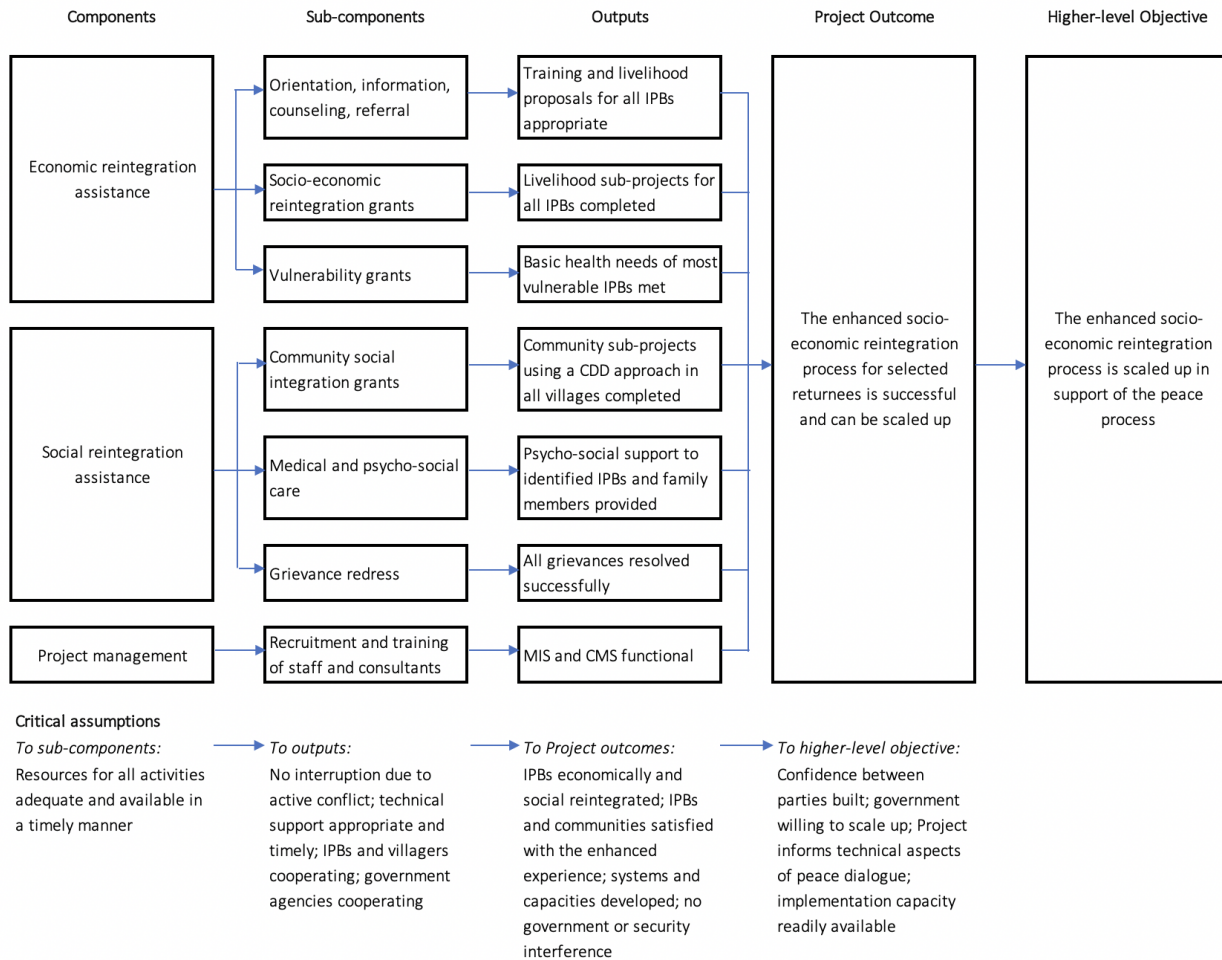 Components
Sub-components
Outputs
Project Outcome
Higher-level Objective
Economic reintegration
assistance
Orientation, information,
counseling, referral
Training and livelihood
proposals for all IPBs
appropriate
Socio-economic
reintegration grants
Livelihood sub-projects for
all IPBs completed
Vulnerability grants
Basic health needs of most
vulnerable IPBs met
Social reintegration
assistance
Community social
integration grants
Community sub-projects
using a CDD approach in
all villages completed
Medical and psycho-social
care
Psycho-social support to
identified IPBs and family
members provided
Grievance redress
All grievances resolved
successfully
Project management
Recruitment and training
of staff and consultants
MIS and CMS functional
The enhanced socio-
economic reintegration
process for selected
returnees is successful
and can be scaled up
The enhanced socio-
economic reintegration
process is scaled up in
support of the peace
process
Critical assumptions
To sub-components:
Resources for all activities
adequate and available in
a timely manner
To outputs:
No interruption due to
active conflict; technical
support appropriate and
timely; IPBs and villagers
cooperating; government
agencies cooperating
To Project outcomes:
IPBs economically and
social reintegrated; IPBs
and communities satisfied
with the enhanced
experience; systems and
capacities developed; no
government or security
interference
To higher-level objective:
Confidence between
parties built; government
willing to scale up; Project
informs technical aspects
of peace dialogue;
implementation capacity
readily available